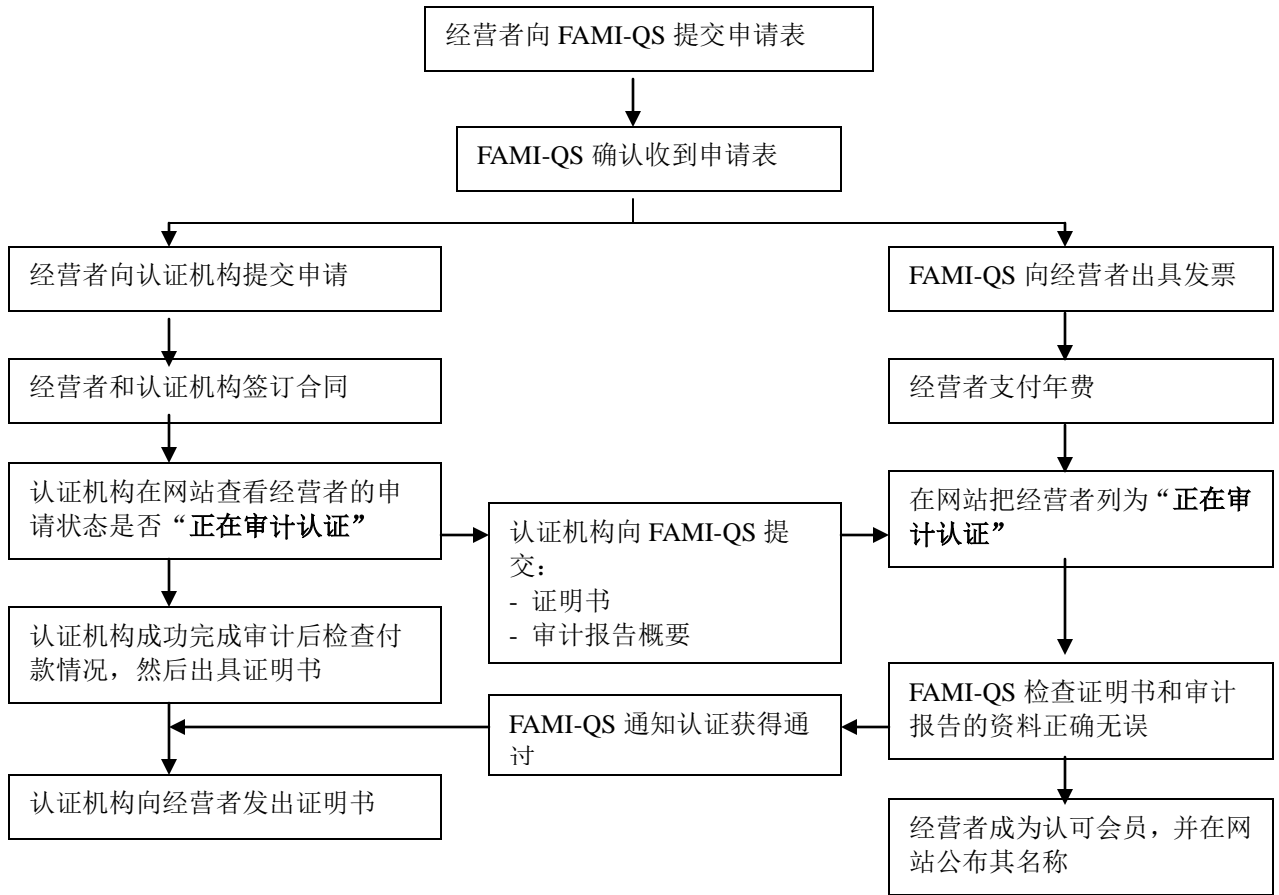 经营者向 FAMI-QS 提交申请表
FAMI-QS 确认收到申请表
经营者向认证机构提交申请
FAMI-QS 向经营者出具发票
经营者和认证机构签订合同
经营者支付年费
认证机构在网站查看经营者的申
请状态是否“正在审计认证”
认证机构向 FAMI-QS 提
交：
- 证明书
- 审计报告概要
在网站把经营者列为“正在审
计认证”
认证机构成功完成审计后检查付
款情况，然后出具证明书
FAMI-QS 检查证明书和审计
报告的资料正确无误
FAMI-QS 通知认证获得通
过
认证机构向经营者发出证明书
经营者成为认可会员，并在网
站公布其名称